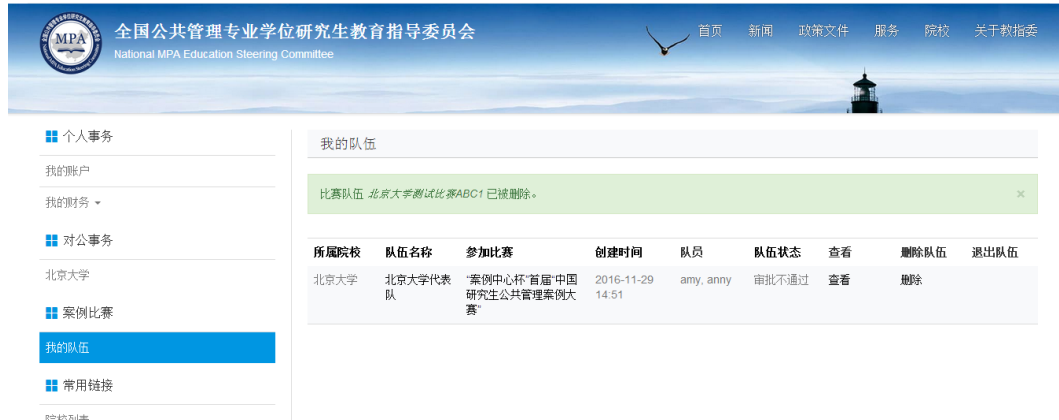 MPA
全国公共管理专业学位研究生教育指导委员会
National MPA Education Steering Committee
首页 新闻 政策文件 服务 院校 关于教指委
个人事务
我的账户
我的财务
对公事务
北京大学
案例比赛
我的队伍
常用链接
院校列表
我的队伍
比赛队伍 北京大学测试比赛ABC1 已被删除。 ×
所属院校 队伍名称 参加比赛 创建时间 队员 队伍状态 查看 删除队伍 退出队伍
北京大学 北京大学代表 “案例中心杯”首届“中国 2016-11-29 amy, anny 审批不通过 查看 删除
队 研究生公共管理案例大 14:51
赛”